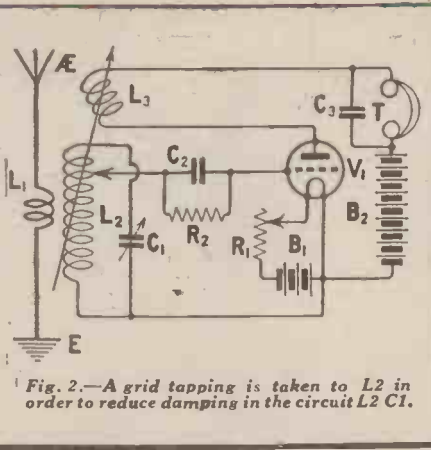 Æ
L3
C3
T
C2
V1
L1
L2
C1
R2
R1
B1
B2
E
Fig. 2.—A grid tapping is taken to L2 in
order to reduce damping in the circuit L2 C1.